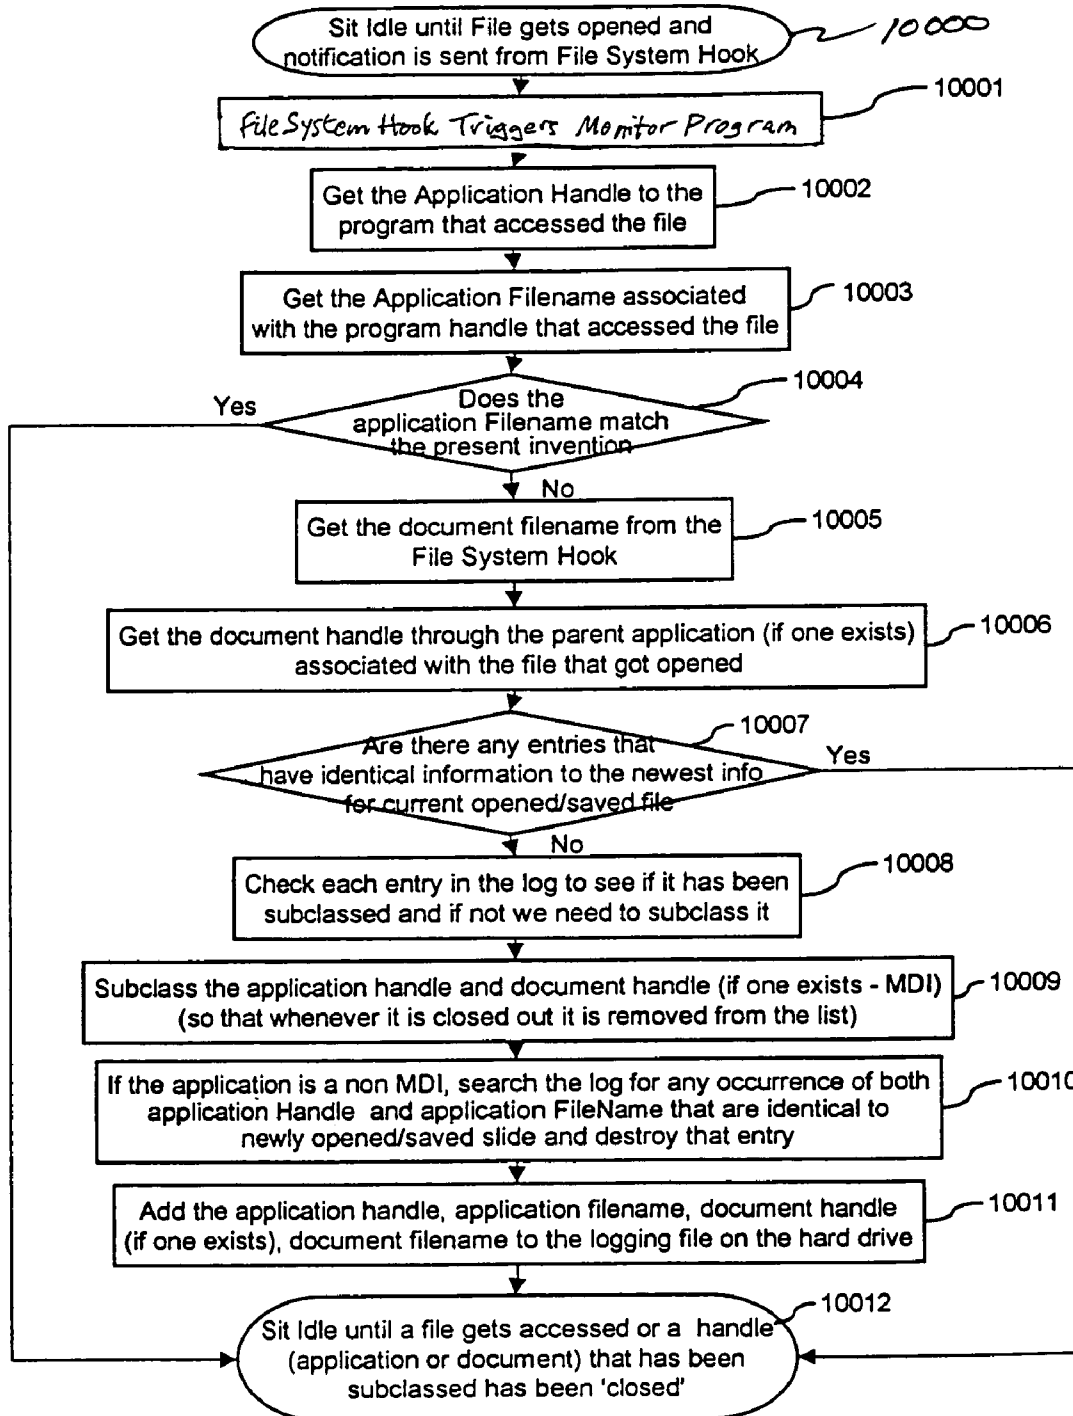 Sit Idle until File gets opened and
notification is sent from File System Hook
10000
10001
FileSystem Hook Triggers Monitor Program
10002
Get the Application Handle to the
program that accessed the file
10003
Get the Application Filename associated
with the program handle that accessed the file
10004
Yes
Does the
application Filename match
the present invention
No
10005
Get the document filename from the
File System Hook
10006
Get the document handle through the parent application (if one exists)
associated with the file that got opened
10007
Yes
Are there any entries that
have identical information to the newest info
for current opened/saved file
No
10008
Check each entry in the log to see if it has been
subclassed and if not we need to subclass it
10009
Subclass the application handle and document handle (if one exists - MDI)
(so that whenever it is closed out it is removed from the list)
10010
If the application is a non MDI, search the log for any occurrence of both
application Handle and application FileName that are identical to
newly opened/saved slide and destroy that entry
10011
Add the application handle, application filename, document handle
(if one exists), document filename to the logging file on the hard drive
10012
Sit Idle until a file gets accessed or a handle
(application or document) that has been
subclassed has been 'closed'